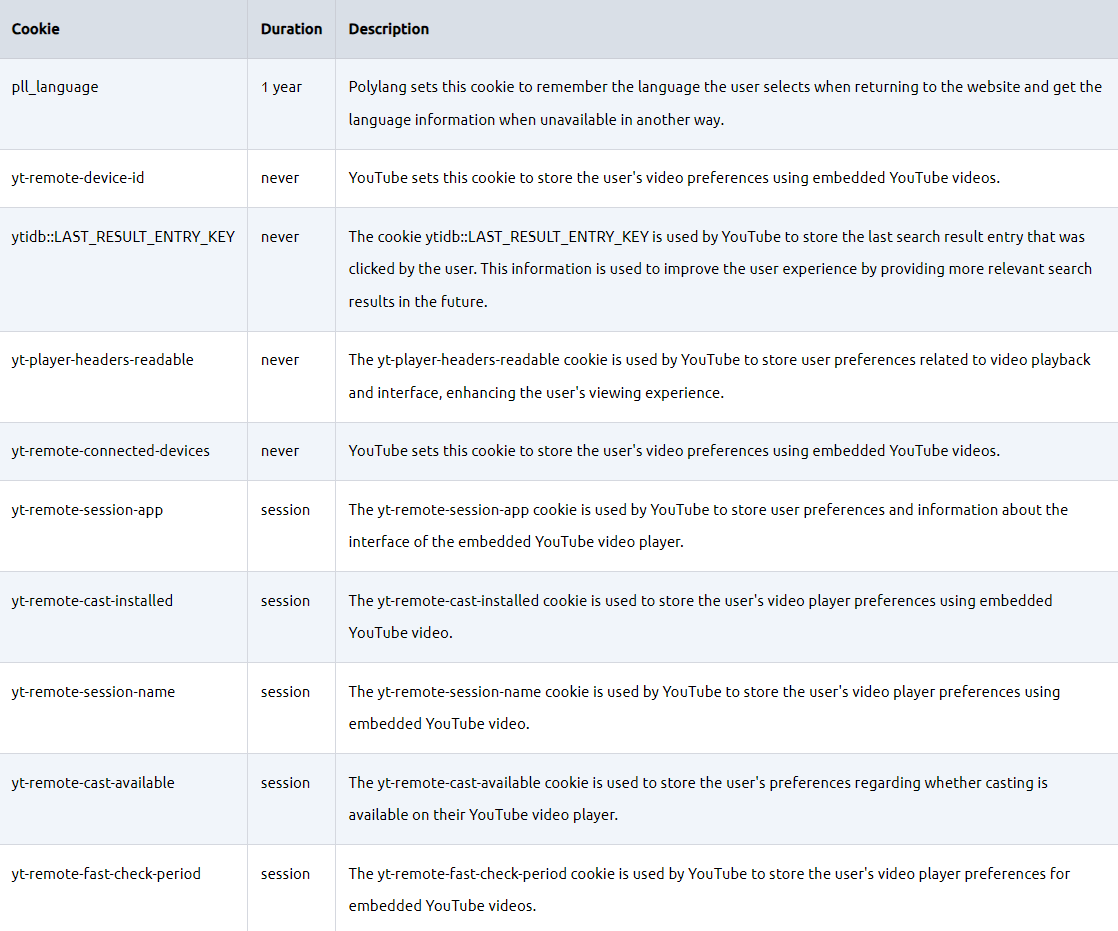 Cookie Duration Description
pll_language 1 year Polylang sets this cookie to remember the language the user selects when returning to the website and get the
language information when unavailable in another way.
yt-remote-device-id never YouTube sets this cookie to store the user's video preferences using embedded YouTube videos.
ytidb::LAST_RESULT_ENTRY_KEY never The cookie ytidb::LAST_RESULT_ENTRY_KEY is used by YouTube to store the last search result entry that was
clicked by the user. This information is used to improve the user experience by providing more relevant search
results in the future.
yt-player-headers-readable never The yt-player-headers-readable cookie is used by YouTube to store user preferences related to video playback
and interface, enhancing the user's viewing experience.
yt-remote-connected-devices never YouTube sets this cookie to store the user's video preferences using embedded YouTube videos.
yt-remote-session-app session The yt-remote-session-app cookie is used by YouTube to store user preferences and information about the
interface of the embedded YouTube video player.
yt-remote-cast-installed session The yt-remote-cast-installed cookie is used to store the user's video player preferences using embedded
YouTube video.
yt-remote-session-name session The yt-remote-session-name cookie is used by YouTube to store the user's video player preferences using
embedded YouTube video.
yt-remote-cast-available session The yt-remote-cast-available cookie is used to store the user's preferences regarding whether casting is
available on their YouTube video player.
yt-remote-fast-check-period session The yt-remote-fast-check-period cookie is used by YouTube to store the user's video player preferences for
embedded YouTube videos.